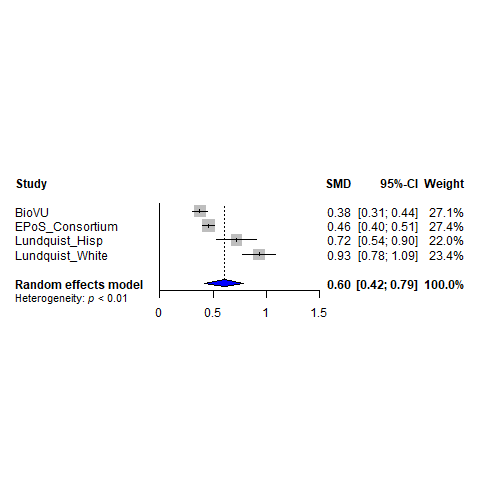 Study SMD 95%-CI Weight
BioVU 0.38 [0.31; 0.44] 27.1%
EPoS_Consortium 0.46 [0.40; 0.51] 27.4%
Lundquist_Hisp 0.72 [0.54; 0.90] 22.0%
Lundquist_White 0.93 [0.78; 1.09] 23.4%
Random effects model 0.60 [0.42; 0.79] 100.0%
Heterogeneity: p < 0.01
0 0.5 1 1.5